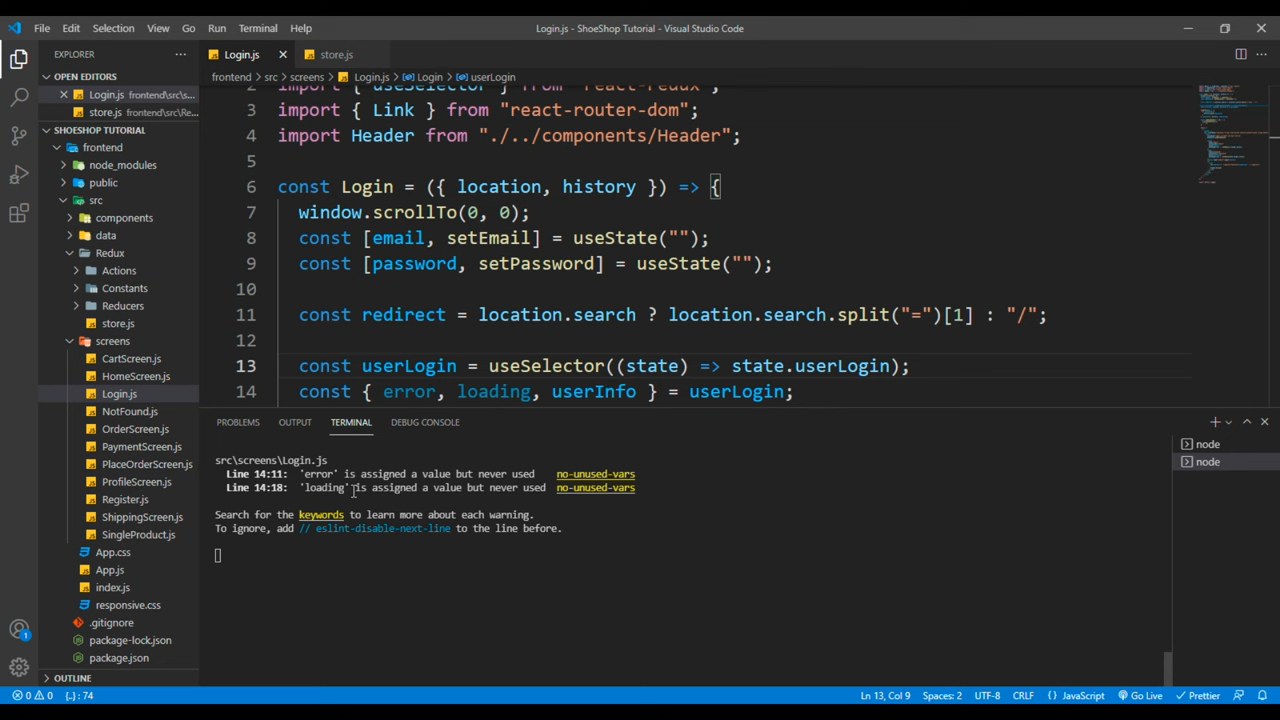 File Edit Selection View Go Run Terminal Help
Login.js - ShoeShop Tutorial - Visual Studio Code
EXPLORER
OPEN EDITORS
Login.js frontend\src\s...
store.js frontend\src\Re...
SHOESHOP TUTORIAL
frontend
node_modules
public
src
components
data
Redux
Actions
Constants
Reducers
store.js
screens
CartScreen.js
HomeScreen.js
Login.js
NotFound.js
OrderScreen.js
PaymentScreen.js
PlaceOrderScreen.js
ProfileScreen.js
Register.js
ShippingScreen.js
SingleProduct.js
App.css
App.js
index.js
responsive.css
.gitignore
package-lock.json
package.json
OUTLINE
Login.js
store.js
frontend > src > screens > Login.js > Login > userLogin
2 import { useSelector } from "react-redux";
3 import { Link } from "react-router-dom";
4 import Header from "./../components/Header";
5
6 const Login = ({ location, history }) => {
7 window.scrollTo(0, 0);
8 const [email, setEmail] = useState("");
9 const [password, setPassword] = useState("");
10
11 const redirect = location.search ? location.search.split("=")[1] : "/";
12
13 const userLogin = useSelector((state) => state.userLogin);
14 const { error, loading, userInfo } = userLogin;
PROBLEMS OUTPUT TERMINAL DEBUG CONSOLE
src\screens\Login.js
Line 14:11: 'error' is assigned a value but never used no-unused-vars
Line 14:18: 'loading' is assigned a value but never used no-unused-vars
Search for the keywords to learn more about each warning.
To ignore, add // eslint-disable-next-line to the line before.
node
node
1
0 0 {..}: 74
Ln 13, Col 9 Spaces: 2 UTF-8 CRLF {} JavaScript Go Live Prettier